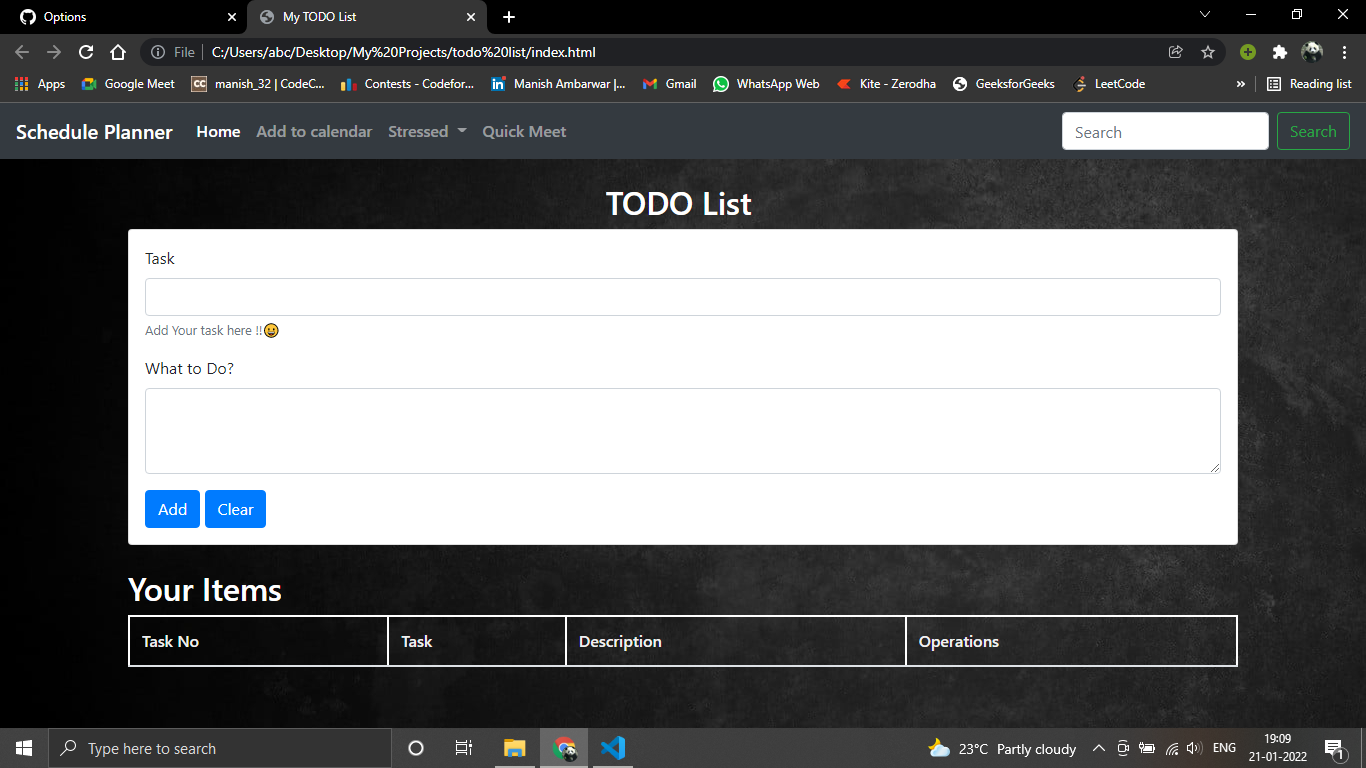 Options
My TODO List
File
C:/Users/abc/Desktop/My%20Projects/todo%20list/index.html
Apps
Google Meet
CC
manish_32 | CodeC...
Contests - Codefor...
in
Manish Ambarwar |...
Gmail
WhatsApp Web
Kite - Zerodha
GeeksforGeeks
LeetCode
»
Reading list
Schedule Planner
Home
Add to calendar
Stressed
Quick Meet
Search
Search
TODO List
Task
Add Your task here !!😀
What to Do?
Add
Clear
Your Items
Task No
Task
Description
Operations
Type here to search
23°C Partly cloudy
ENG
19:09
21-01-2022
1